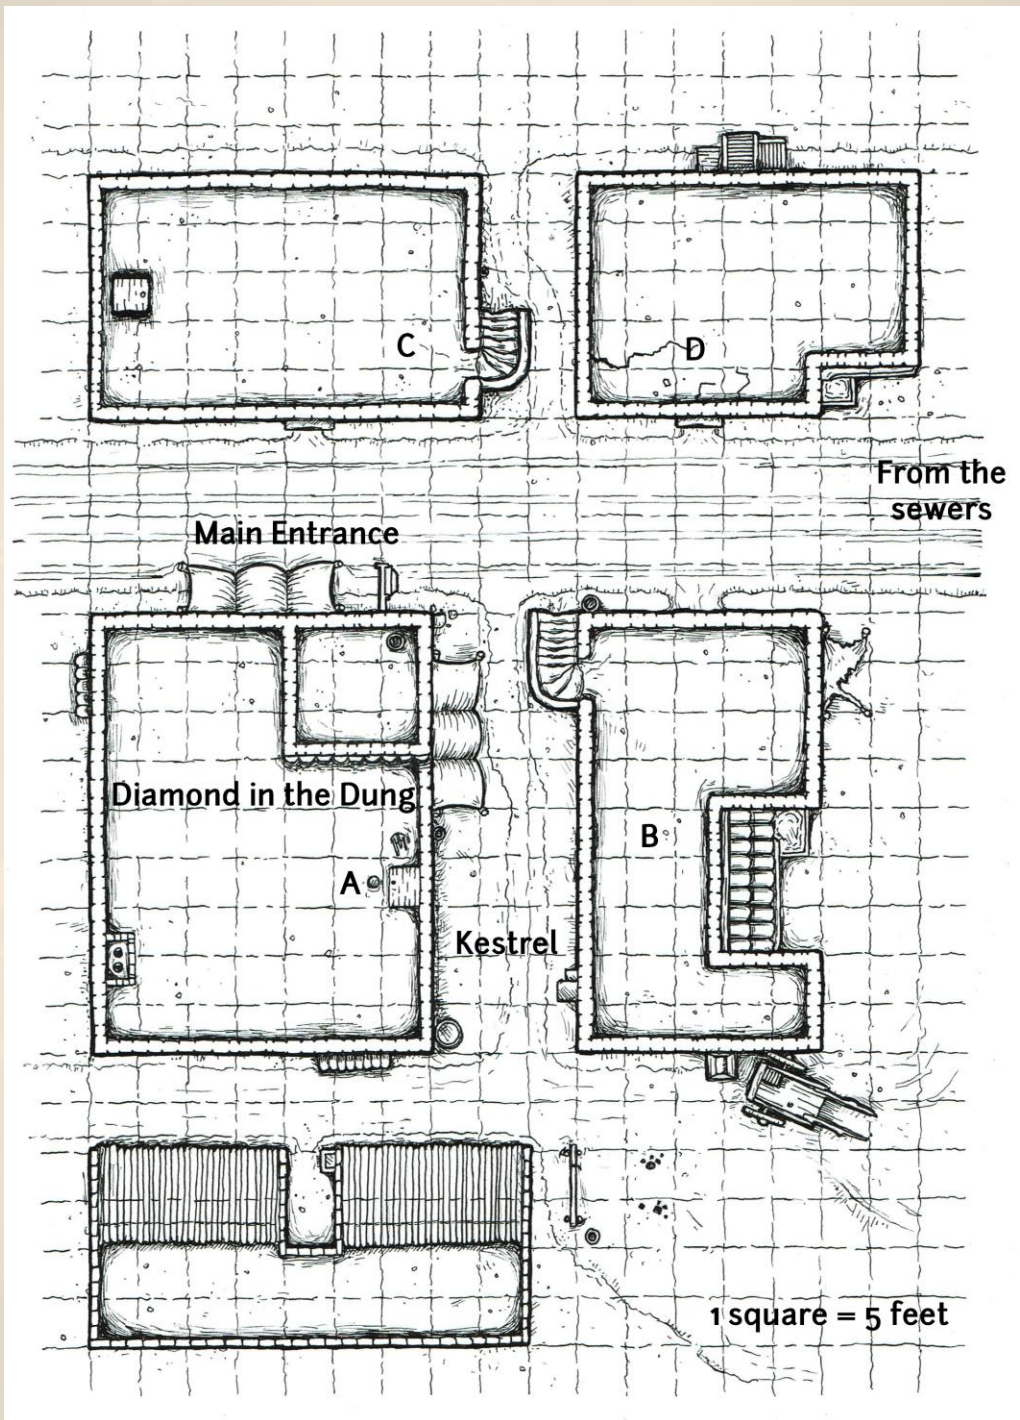 C
D
From the
sewers
Main Entrance
Diamond in the Dung
B
A
Kestrel
1 square = 5 feet